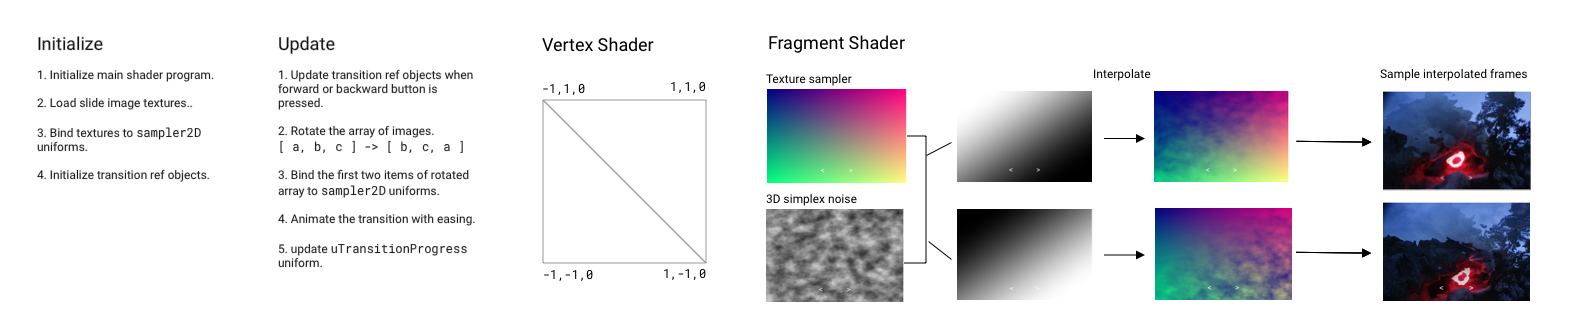 Initialize
1. Initialize main shader program.
2. Load slide image textures..
3. Bind textures to sampler2D
uniforms.
4. Initialize transition ref objects.
Update
1. Update transition ref objects when
forward or backward button is
pressed.
2. Rotate the array of images.
[ a, b, c ] -> [ b, c, a ]
3. Bind the first two items of rotated
array to sampler2D uniforms.
4. Animate the transition with easing.
5. update uTransitionProgress
uniform.
Vertex Shader
-1,1,0
1,1,0
-1,-1,0
1,-1,0
Fragment Shader
Texture sampler
< >
3D simplex noise
< >
Interpolate
< >
< >
< >
< >
Sample interpolated frames
< >
< >